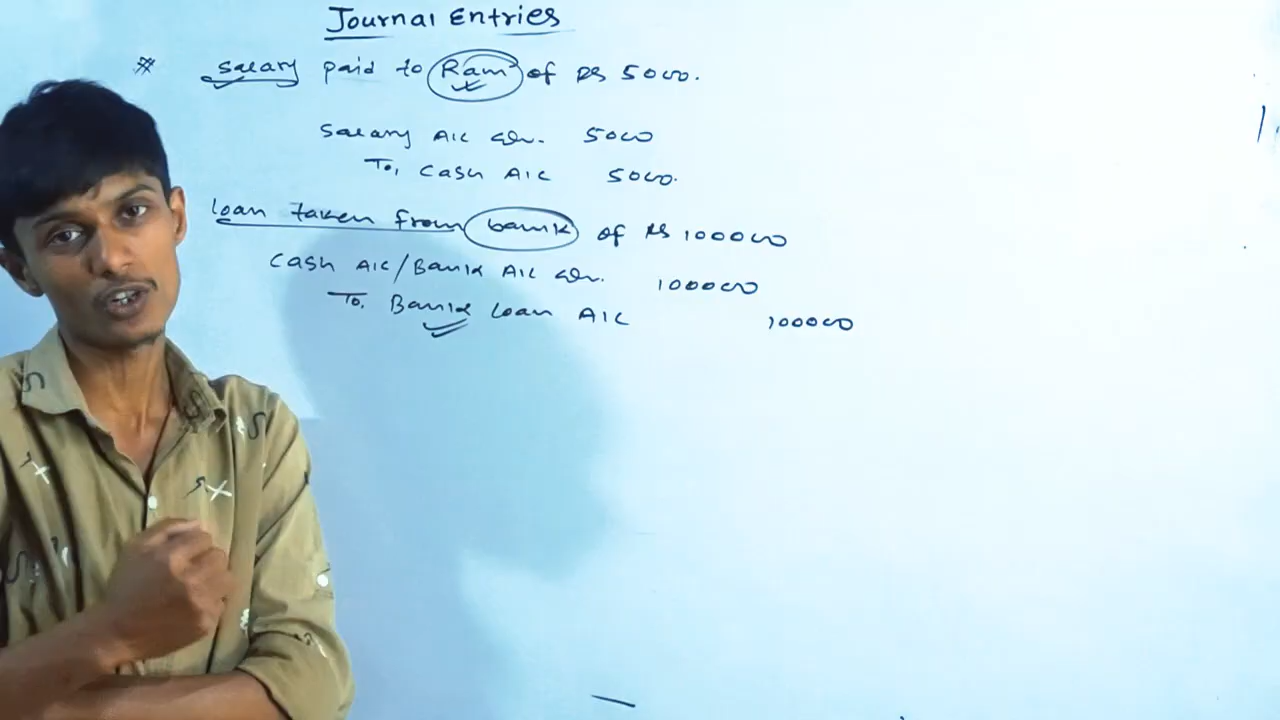 Journal Entries
* salary paid to Ram of Rs 5000.
Salary A/c dr. 5000
To, Cash A/c 5000.
loan taken from bank of Rs 100000
Cash A/c/Bank A/c dr. 100000
To. Bank loan A/c 100000